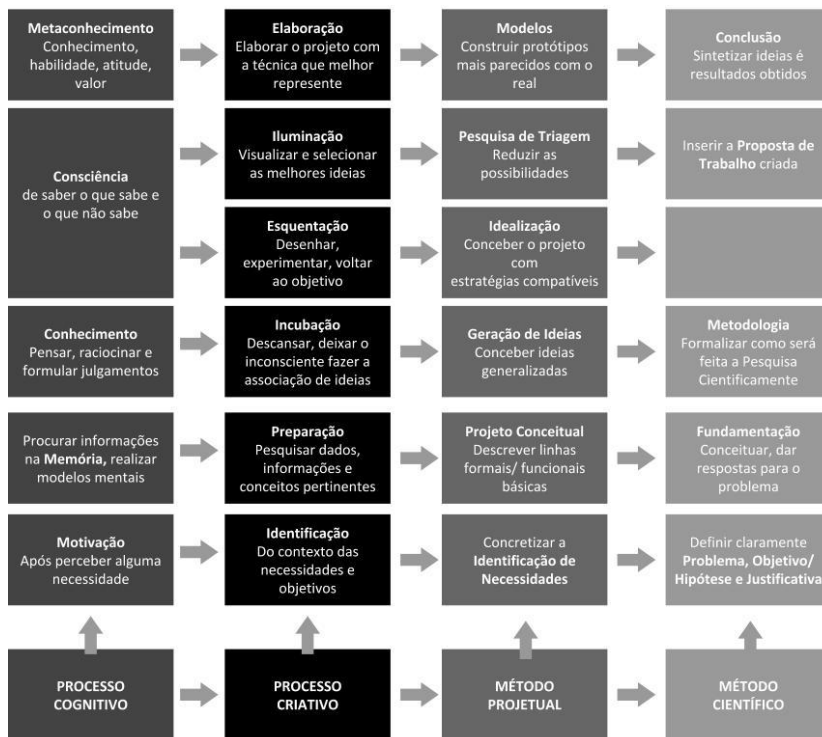 Metaconhecimento
Conhecimento,
habilidade, atitude,
valor
Elaboração
Elaborar o projeto com
a técnica que melhor
represente
Modelos
Construir protótipos
mais parecidos com o
real
Conclusão
Sintetizar ideias é
resultados obtidos
Consciência
de saber o que sabe e
o que não sabe
Iluminação
Visualizar e selecionar
as melhores ideias
Pesquisa de Triagem
Reduzir as
possibilidades
Inserir a Proposta de
Trabalho criada
Esquentação
Desenhar,
experimentar, voltar
ao objetivo
Idealização
Conceber o projeto
com
estratégias compatíveis
Conhecimento
Pensar, raciocinar e
formular julgamentos
Incubação
Descansar, deixar o
inconsciente fazer a
associação de ideias
Geração de Ideias
Conceber ideias
generalizadas
Metodologia
Formalizar como será
feita a Pesquisa
Cientificamente
Procurar informações
na Memória, realizar
modelos mentais
Preparação
Pesquisar dados,
informações e
conceitos pertinentes
Projeto Conceitual
Descrever linhas
formais/ funcionais
básicas
Fundamentação
Conceituar, dar
respostas para o
problema
Motivação
Após perceber alguma
necessidade
Identificação
Do contexto das
necessidades e
objetivos
Concretizar a
Identificação de
Necessidades
Definir claramente
Problema, Objetivo/
Hipótese e Justificativa
PROCESSO
COGNITIVO
PROCESSO
CRIATIVO
MÉTODO
PROJETUAL
MÉTODO
CIENTÍFICO